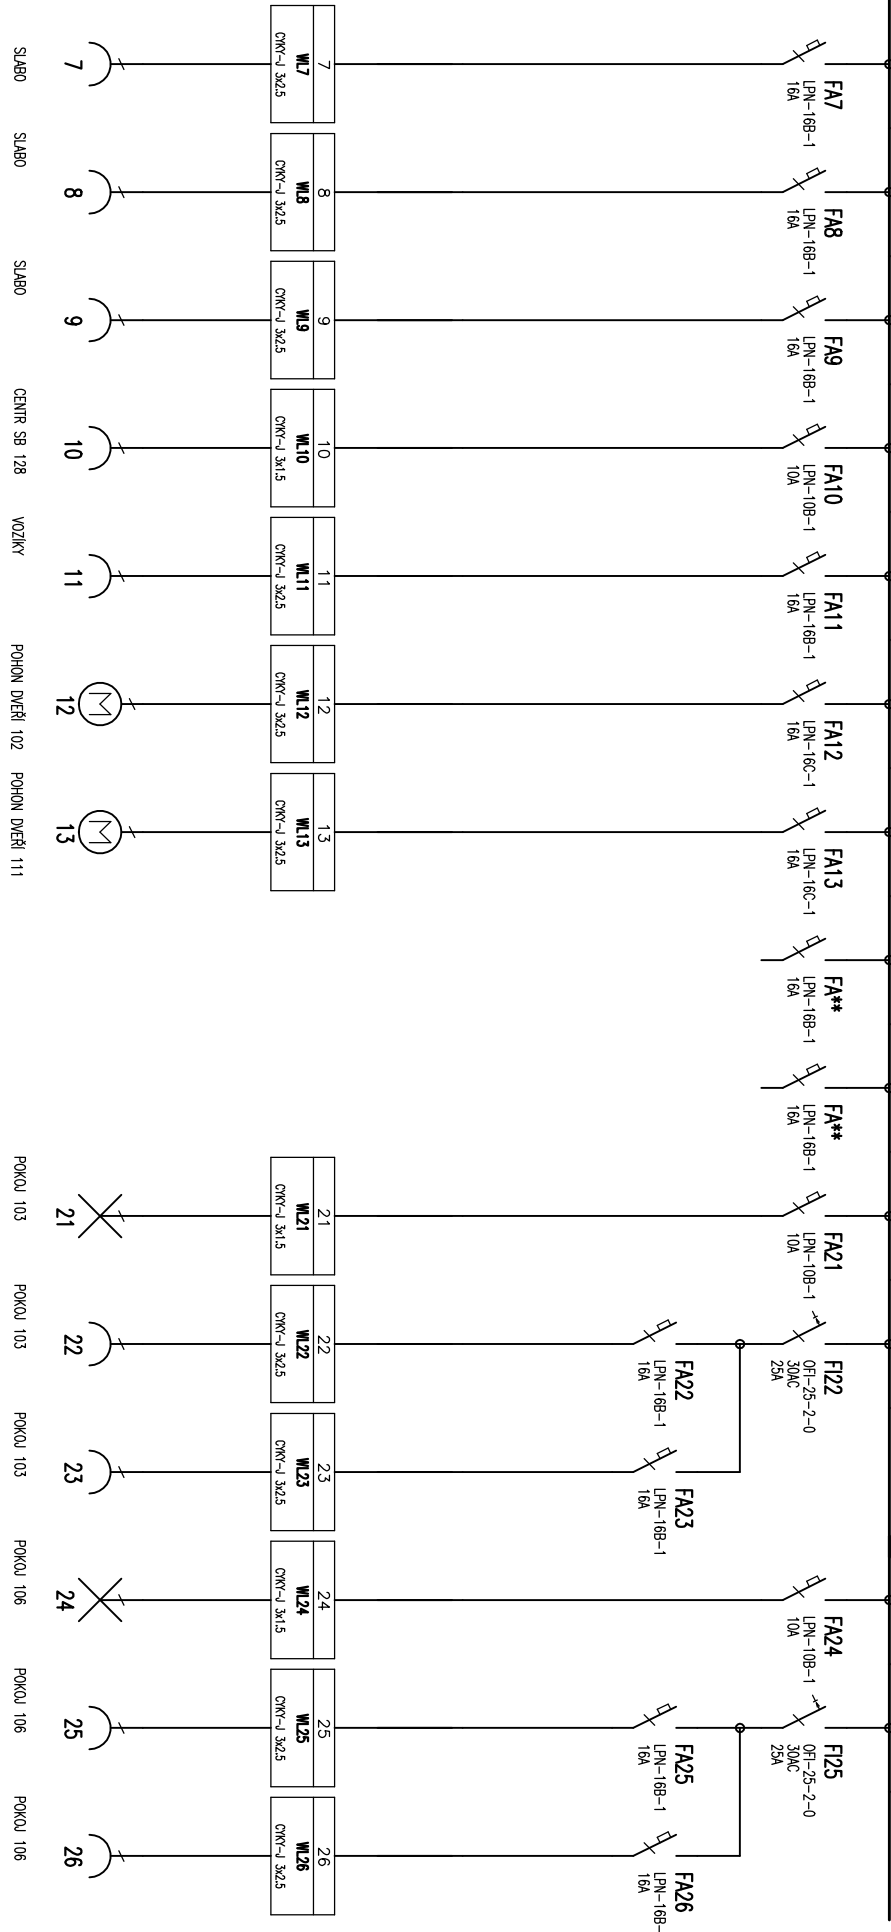 FA7
LPN-16B-1
16A
7
WL7
CYKY-J 3x2.5
7
SLABO
FA8
LPN-16B-1
16A
8
WL8
CYKY-J 3x2.5
8
SLABO
FA9
LPN-16B-1
16A
9
WL9
CYKY-J 3x2.5
9
SLABO
FA10
LPN-10B-1
10A
10
WL10
CYKY-J 3x1.5
10
CENTR SB 128
FA11
LPN-16B-1
16A
11
WL11
CYKY-J 3x2.5
11
VOZÍKY
FA12
LPN-16C-1
16A
12
WL12
CYKY-J 3x2.5
M
12
POHON DVEŘÍ 102
FA13
LPN-16C-1
16A
13
WL13
CYKY-J 3x2.5
M
13
POHON DVEŘÍ 111
FA**
LPN-16B-1
16A
FA**
LPN-16B-1
16A
FA21
LPN-10B-1
10A
21
WL21
CYKY-J 3x1.5
21
POKOJ 103
FI22
OFI-25-2-0
30AC
25A
FA22
LPN-16B-1
16A
22
WL22
CYKY-J 3x2.5
22
POKOJ 103
FA23
LPN-16B-1
16A
23
WL23
CYKY-J 3x2.5
23
POKOJ 103
FA24
LPN-10B-1
10A
24
WL24
CYKY-J 3x1.5
24
POKOJ 106
FI25
OFI-25-2-0
30AC
25A
FA25
LPN-16B-1
16A
25
WL25
CYKY-J 3x2.5
25
POKOJ 106
FA26
LPN-16B-
16A
26
WL26
CYKY-J 3x2.5
26
POKOJ 106